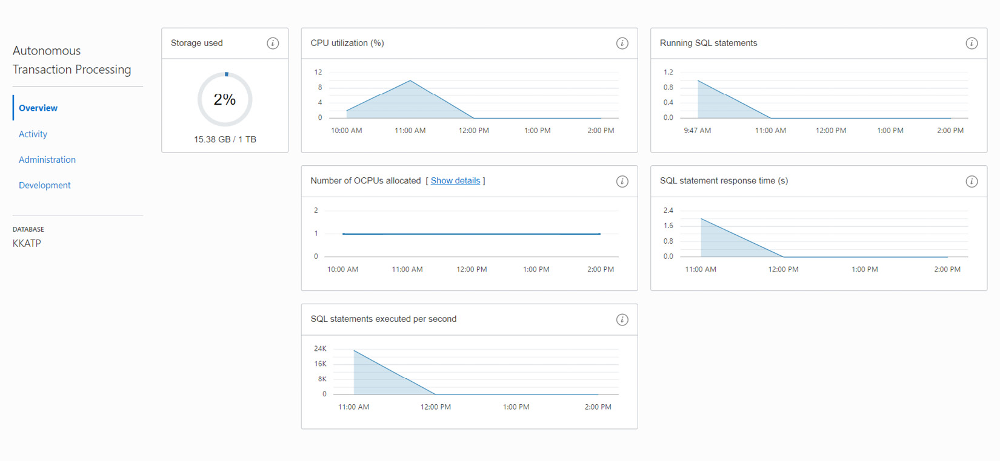 Autonomous
Transaction Processing
Overview
Activity
Administration
Development
DATABASE
KKATP
Storage used
2%
15.38 GB / 1 TB
CPU utilization (%)
12
8
4
0
10:00 AM 11:00 AM 12:00 PM 1:00 PM 2:00 PM
Running SQL statements
1.2
0.8
0.4
0.0
9:47 AM 11:00 AM 12:00 PM 1:00 PM 2:00 PM
Number of OCPUs allocated [ Show details ]
2
1
0
10:00 AM 11:00 AM 12:00 PM 1:00 PM 2:00 PM
SQL statement response time (s)
2.4
1.6
0.8
0.0
11:00 AM 12:00 PM 1:00 PM 2:00 PM
SQL statements executed per second
24K
16K
8K
0
11:00 AM 12:00 PM 1:00 PM 2:00 PM